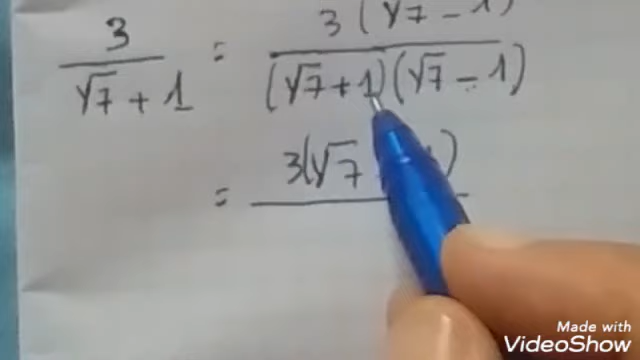 3/(√7 + 1) = 3(√7 - 1)/((√7 + 1)(√7 - 1))
= 3(√7
Made with
VideoShow